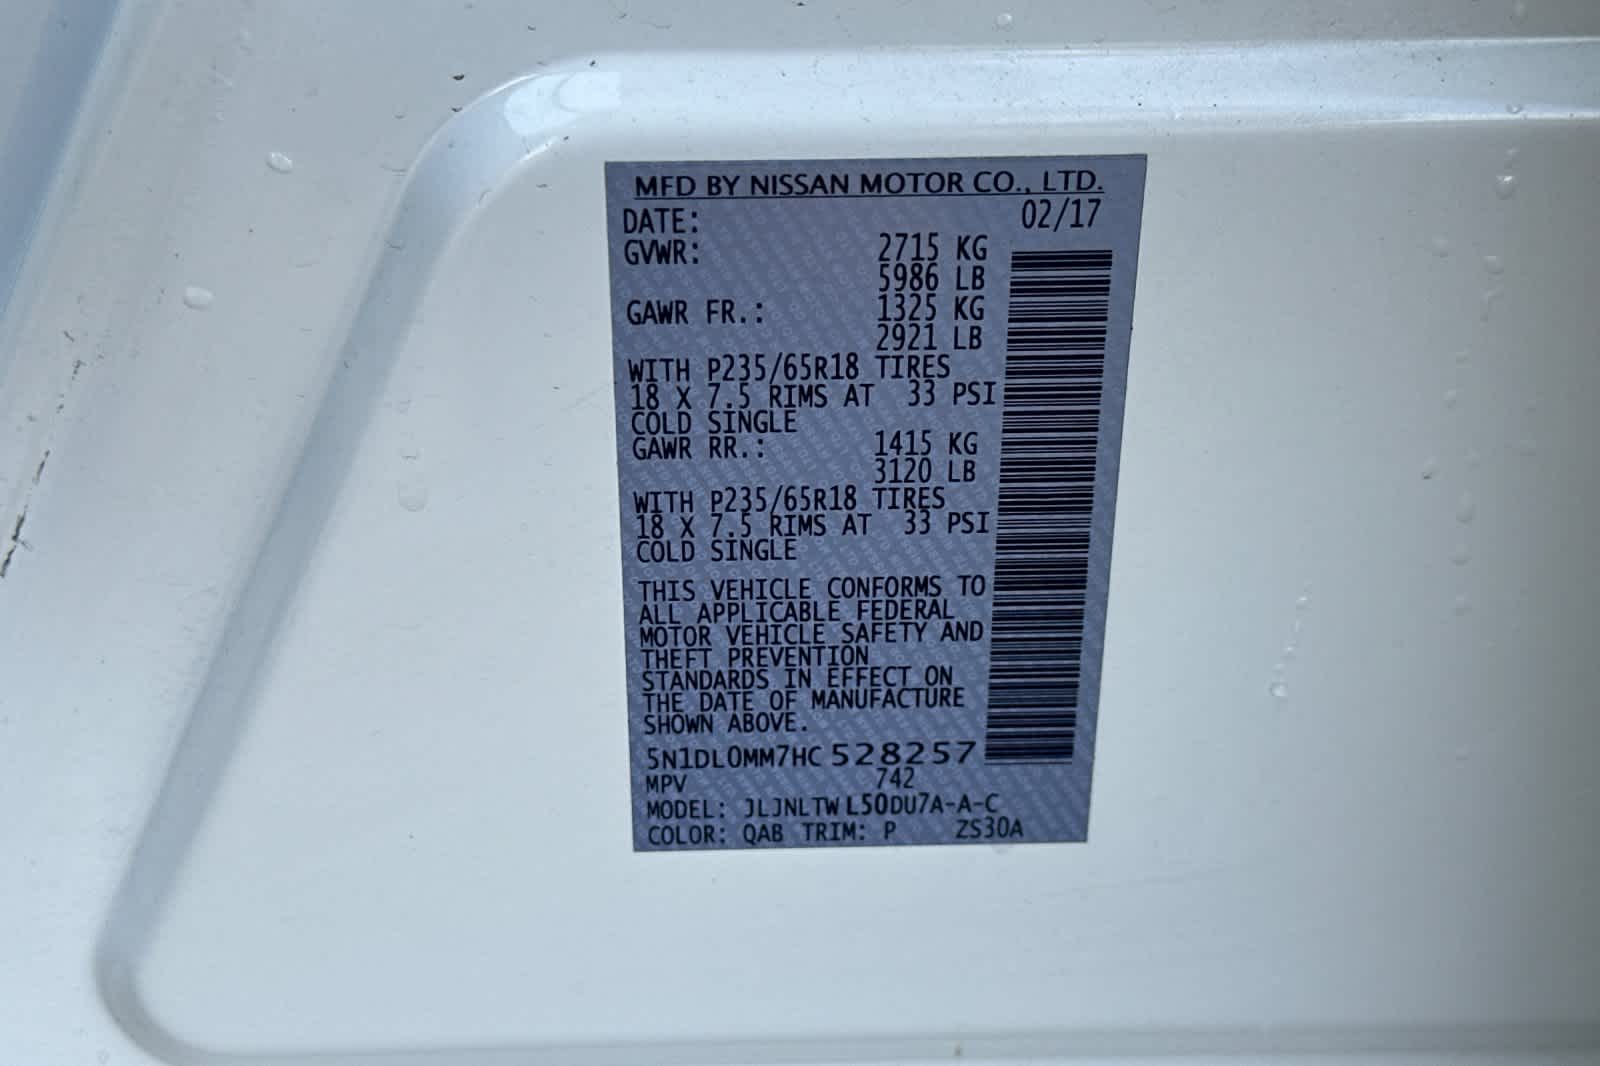 MFD BY NISSAN MOTOR CO., LTD.
DATE: 02/17
GVWR: 2715 KG
5986 LB
GAWR FR.: 1325 KG
2921 LB
WITH P235/65R18 TIRES
18 X 7.5 RIMS AT 33 PSI
COLD SINGLE
GAWR RR.: 1415 KG
3120 LB
WITH P235/65R18 TIRES
18 X 7.5 RIMS AT 33 PSI
COLD SINGLE
THIS VEHICLE CONFORMS TO
ALL APPLICABLE FEDERAL
MOTOR VEHICLE SAFETY AND
THEFT PREVENTION
STANDARDS IN EFFECT ON
THE DATE OF MANUFACTURE
SHOWN ABOVE.
5N1DL0MM7HC528257
MPV 742
MODEL: JLJNLTWL50DU7A-A-C
COLOR: QAB TRIM: P ZS30A